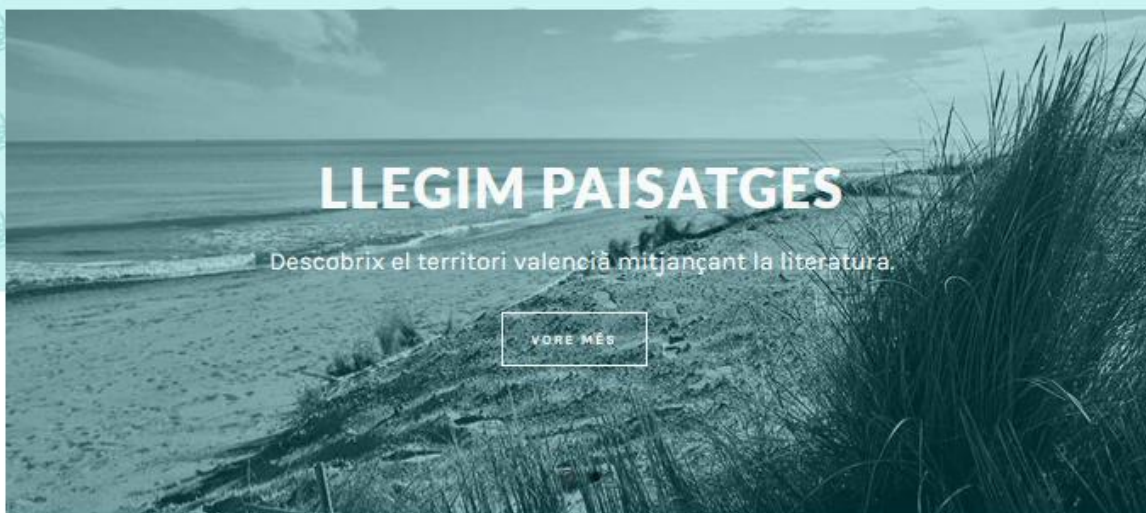 LLEGIM PAISATGES
Descobrix el territori valencià mitjançant la literatura.
VORE MÉS